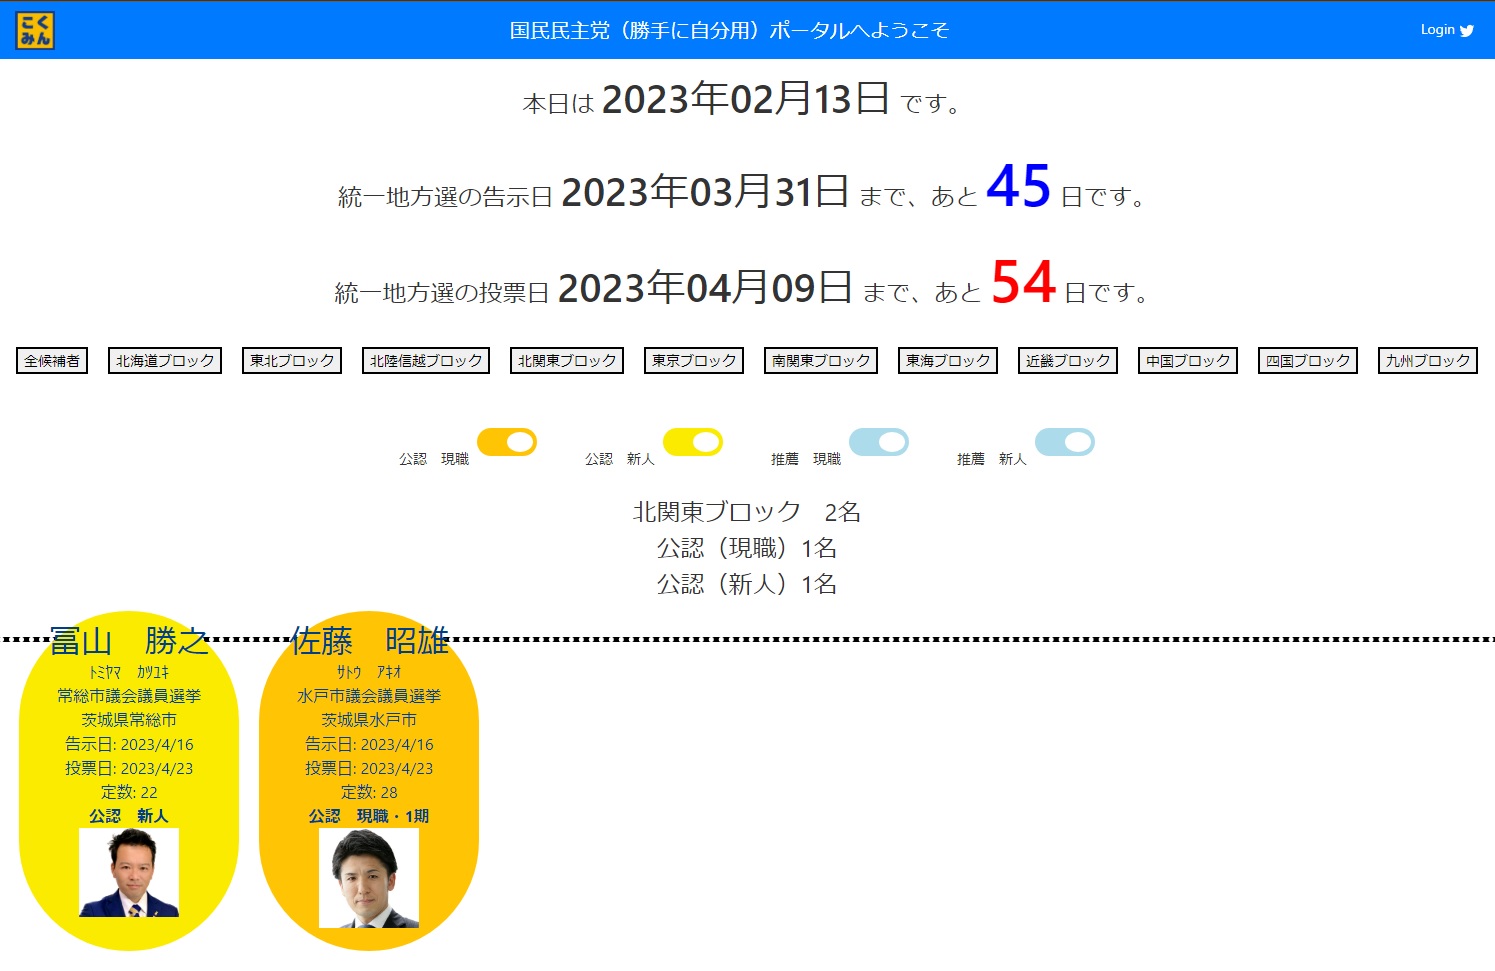 こく
みん
国民民主党（勝手に自分用）ポータルへようこそ
Login
本日は 2023年02月13日 です。
統一地方選の告示日 2023年03月31日 まで、あと 45 日です。
統一地方選の投票日 2023年04月09日 まで、あと 54 日です。
全候補者 北海道ブロック 東北ブロック 北陸信越ブロック 北関東ブロック 東京ブロック 南関東ブロック 東海ブロック 近畿ブロック 中国ブロック 四国ブロック 九州ブロック
公認　現職 公認　新人 推薦　現職 推薦　新人
北関東ブロック　2名
公認（現職）1名
公認（新人）1名
冨山　勝之
ﾄﾐﾔﾏ　ｶﾂﾕｷ
常総市議会議員選挙
茨城県常総市
告示日: 2023/4/16
投票日: 2023/4/23
定数: 22
公認　新人
佐藤　昭雄
ｻﾄｳ　ｱｷｵ
水戸市議会議員選挙
茨城県水戸市
告示日: 2023/4/16
投票日: 2023/4/23
定数: 28
公認　現職・1期